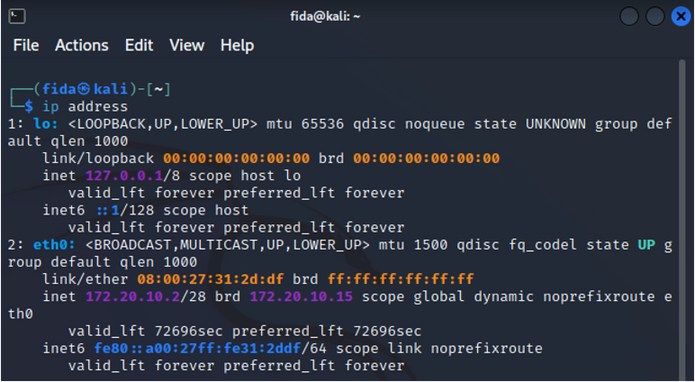 fida@kali: ~
File Actions Edit View Help
┌──(fida㉿kali)-[~]
└─$ ip address
1: lo: <LOOPBACK,UP,LOWER_UP> mtu 65536 qdisc noqueue state UNKNOWN group def
ault qlen 1000
    link/loopback 00:00:00:00:00:00 brd 00:00:00:00:00:00
    inet 127.0.0.1/8 scope host lo
       valid_lft forever preferred_lft forever
    inet6 ::1/128 scope host
       valid_lft forever preferred_lft forever
2: eth0: <BROADCAST,MULTICAST,UP,LOWER_UP> mtu 1500 qdisc fq_codel state UP g
roup default qlen 1000
    link/ether 08:00:27:31:2d:df brd ff:ff:ff:ff:ff:ff
    inet 172.20.10.2/28 brd 172.20.10.15 scope global dynamic noprefixroute e
th0
       valid_lft 72696sec preferred_lft 72696sec
    inet6 fe80::a00:27ff:fe31:2ddf/64 scope link noprefixroute
       valid_lft forever preferred_lft forever